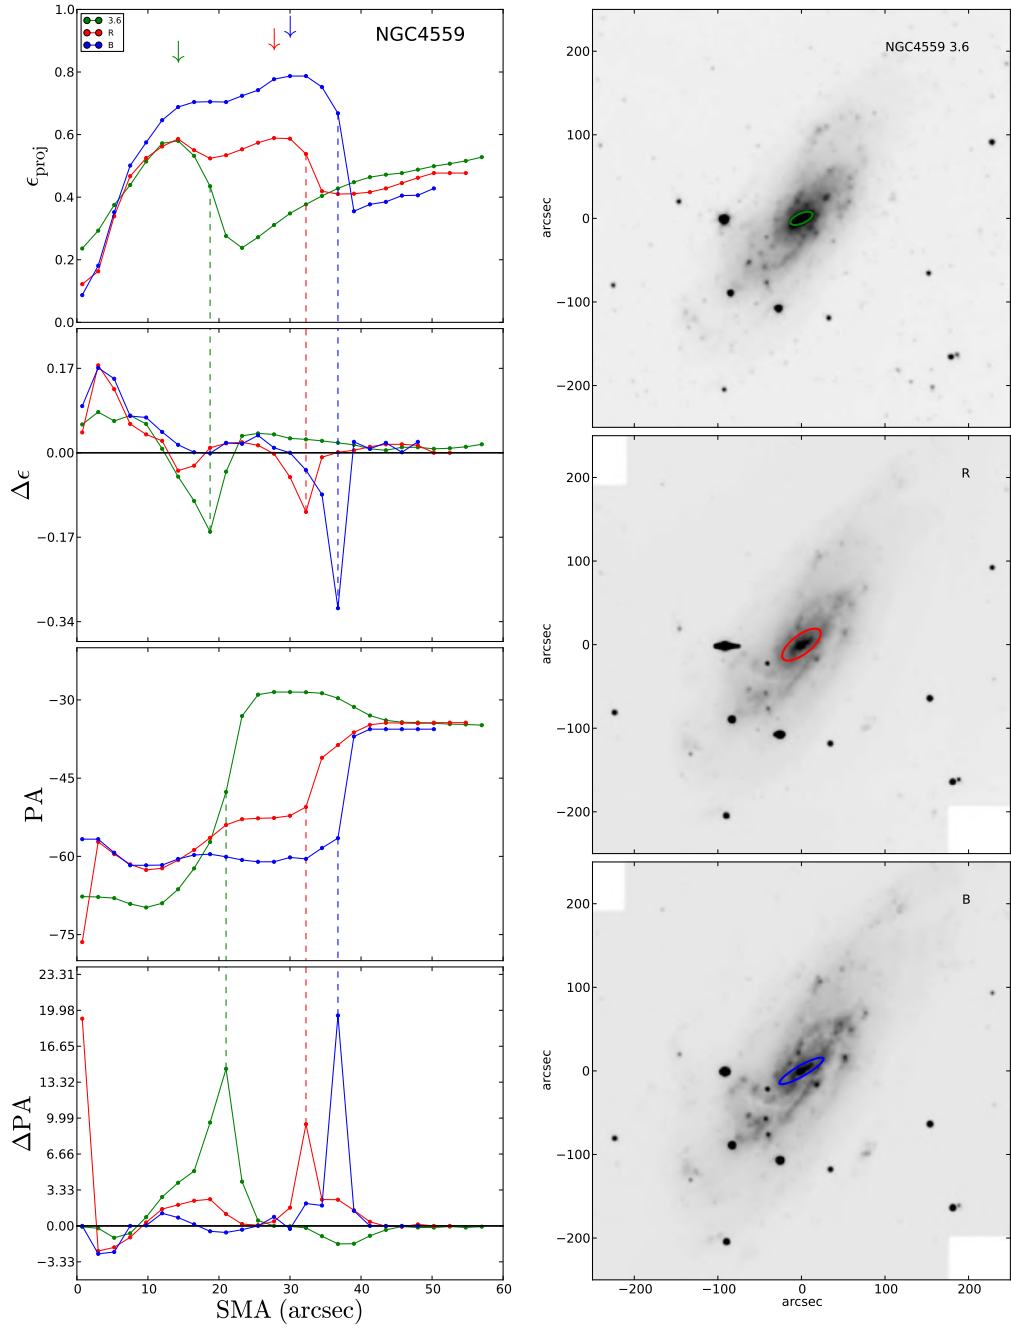 3.6
R
B
NGC4559
1.0
0.8
0.6
0.4
0.2
0.0
ϵproj
0.17
0.00
−0.17
−0.34
Δϵ
−30
−45
−60
−75
PA
23.31
19.98
16.65
13.32
9.99
6.66
3.33
0.00
−3.33
ΔPA
0 10 20 30 40 50 60
SMA (arcsec)
NGC4559 3.6
200
100
0
−100
−200
arcsec
R
200
100
0
−100
−200
arcsec
B
200
100
0
−100
−200
arcsec
−200 −100 0 100 200
arcsec